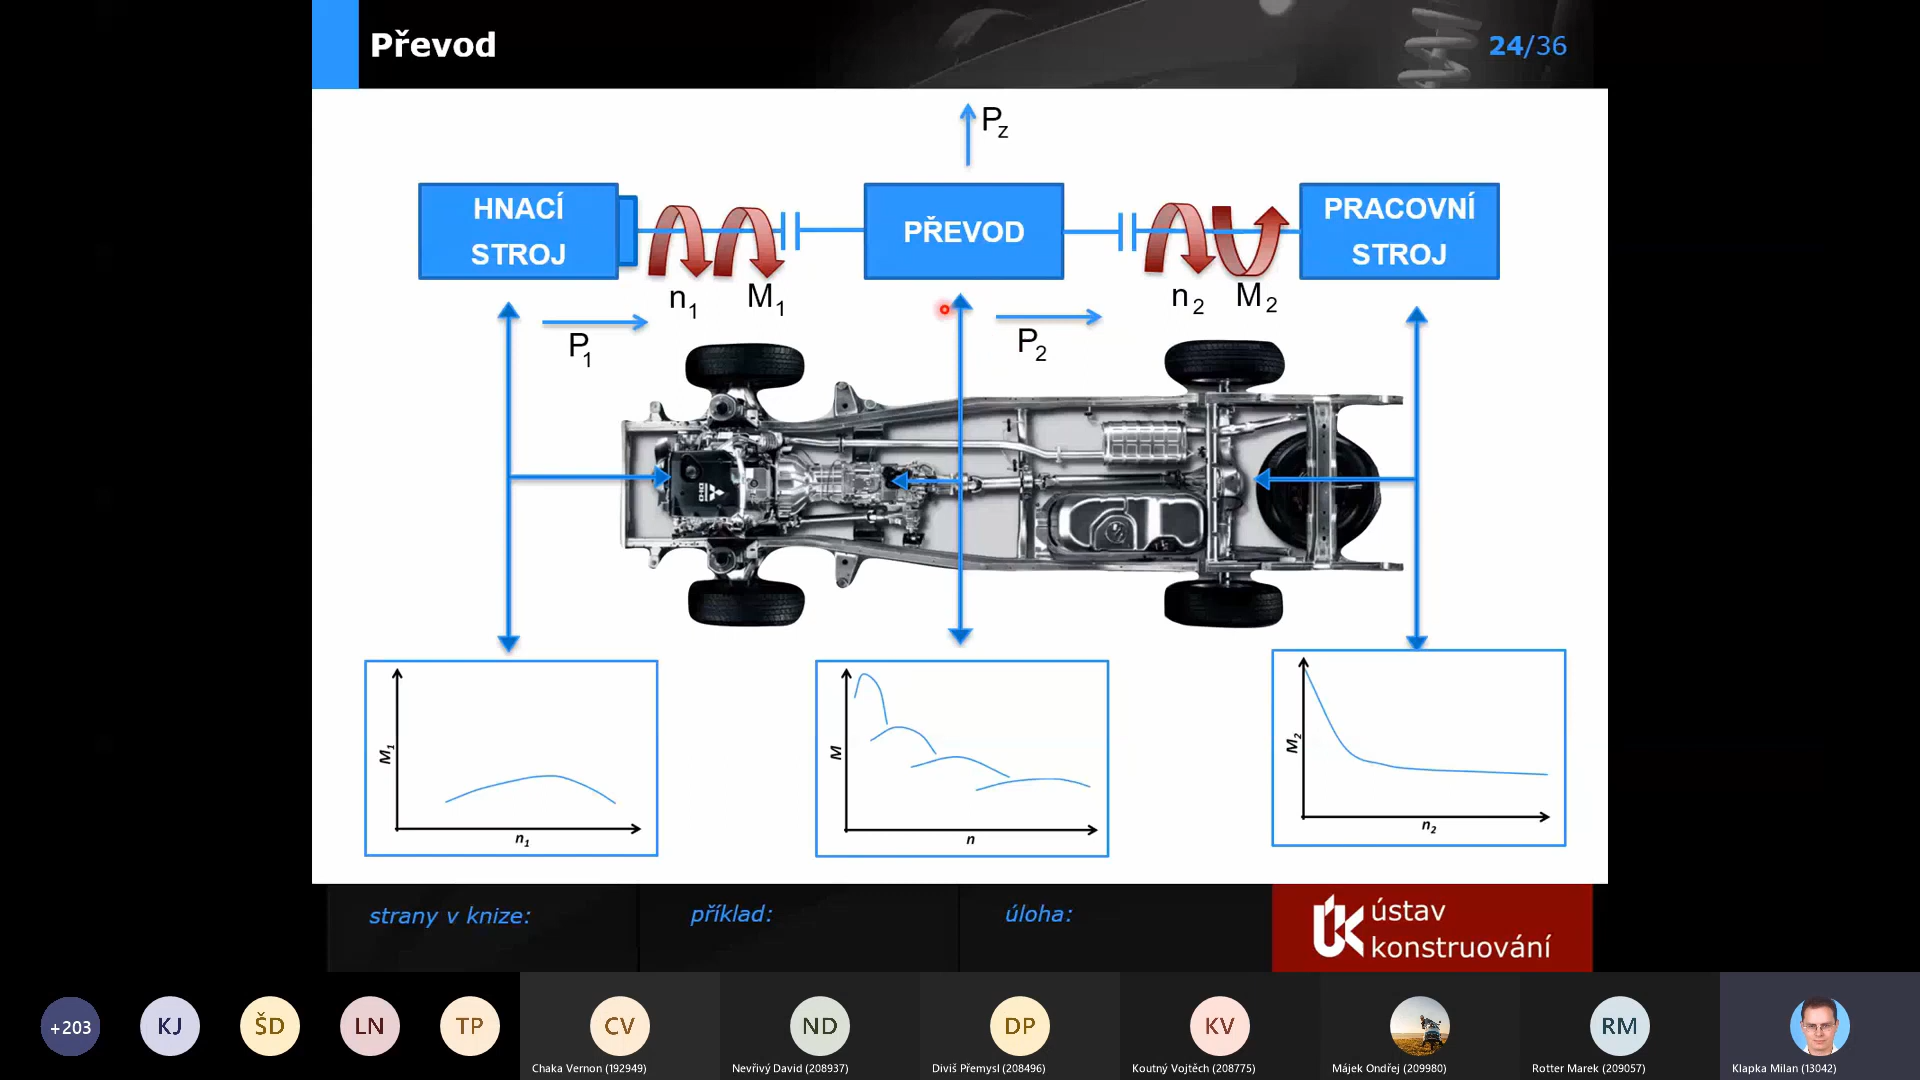 Převod
24/36
Pz
HNACÍ
STROJ
PŘEVOD
PRACOVNÍ
STROJ
n1
M1
n2
M2
P1
P2
M1
n1
M
n
M2
n2
strany v knize:
příklad:
úloha:
ÚK ústav
konstruování
+203
KJ
ŠD
LN
TP
CV
ND
DP
KV
RM
Chaka Vernon (192949)
Nevřivý David (208937)
Diviš Přemysl (208496)
Koutný Vojtěch (208775)
Májek Ondřej (209980)
Rotter Marek (209057)
Klapka Milan (13042)